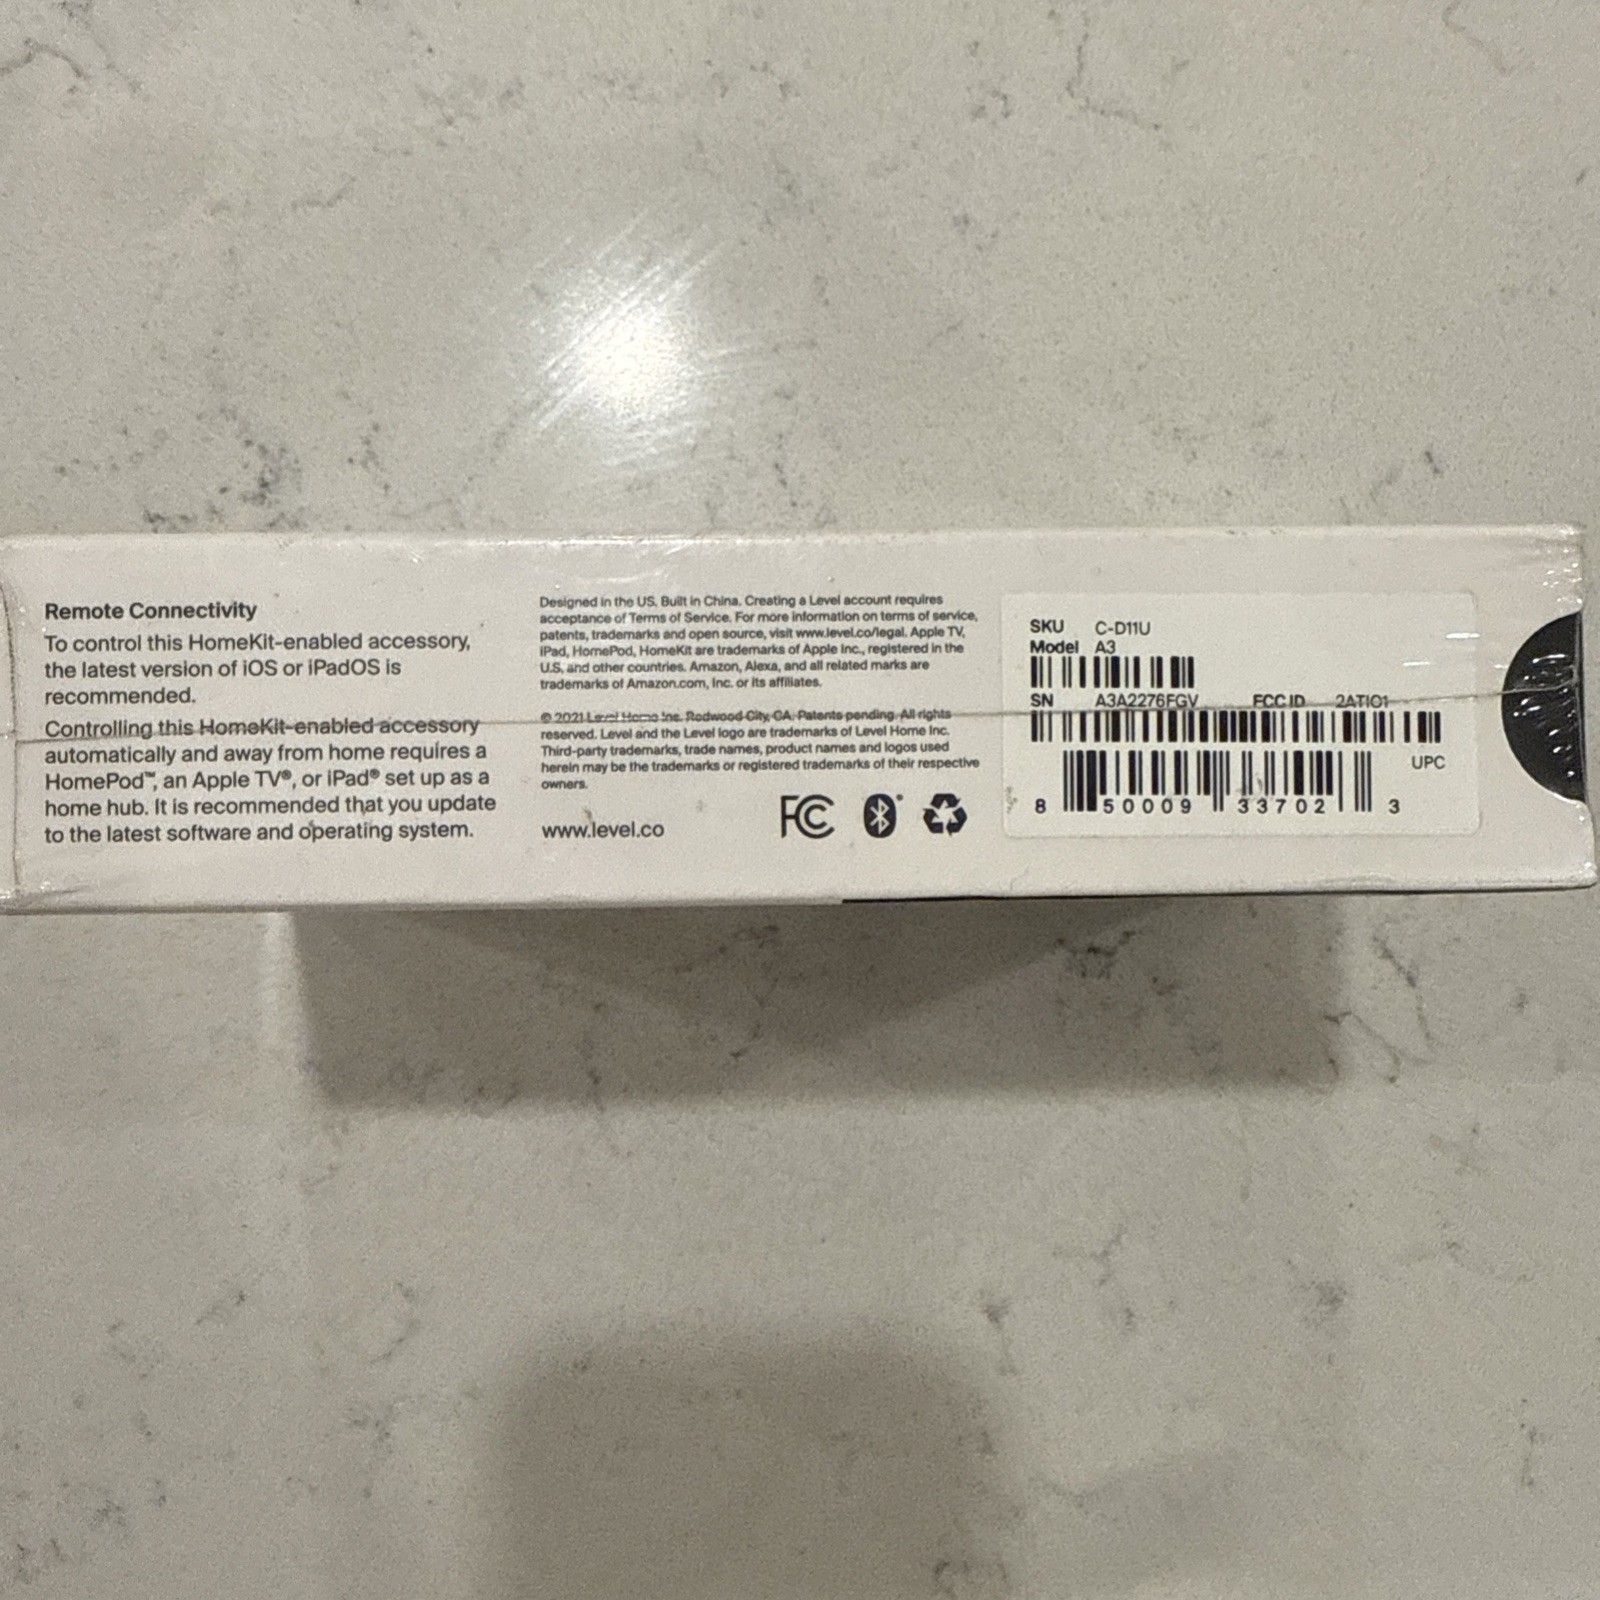 Remote Connectivity
To control this HomeKit-enabled accessory,
the latest version of iOS or iPadOS is
recommended.
Controlling this HomeKit-enabled accessory
automatically and away from home requires a
HomePod™, an Apple TV®, or iPad® set up as a
home hub. It is recommended that you update
to the latest software and operating system.
Designed in the US. Built in China. Creating a Level account requires
acceptance of Terms of Service. For more information on terms of service,
patents, trademarks and open source, visit www.level.co/legal. Apple TV,
iPad, HomePod, HomeKit are trademarks of Apple Inc., registered in the
U.S. and other countries. Amazon, Alexa, and all related marks are
trademarks of Amazon.com, Inc. or its affiliates.
© 2021 Level Home Inc. Redwood City, CA. Patents pending. All rights
reserved. Level and the Level logo are trademarks of Level Home Inc.
Third-party trademarks, trade names, product names and logos used
herein may be the trademarks or registered trademarks of their respective
owners.
www.level.co
FC
SKU C-D11U
Model A3
SN A3A2276FGV FCC ID 2ATIO1
UPC
8 50009 33702 3